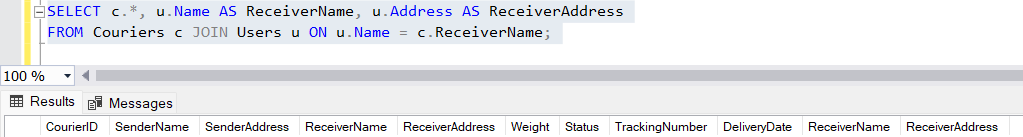 SELECT c.*, u.Name AS ReceiverName, u.Address AS ReceiverAddress
FROM Couriers c JOIN Users u ON u.Name = c.ReceiverName;
100 %
Results Messages
CourierID SenderName SenderAddress ReceiverName ReceiverAddress Weight Status TrackingNumber DeliveryDate ReceiverName ReceiverAddress